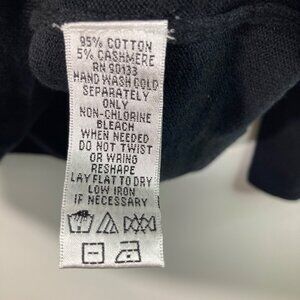 95% COTTON
5% CASHMERE
RN 90133
HAND WASH COLD
SEPARATELY
ONLY
NON-CHLORINE
BLEACH
WHEN NEEDED
DO NOT TWIST
OR WRING
RESHAPE
LAY FLAT TO DRY
LOW IRON
IF NECESSARY